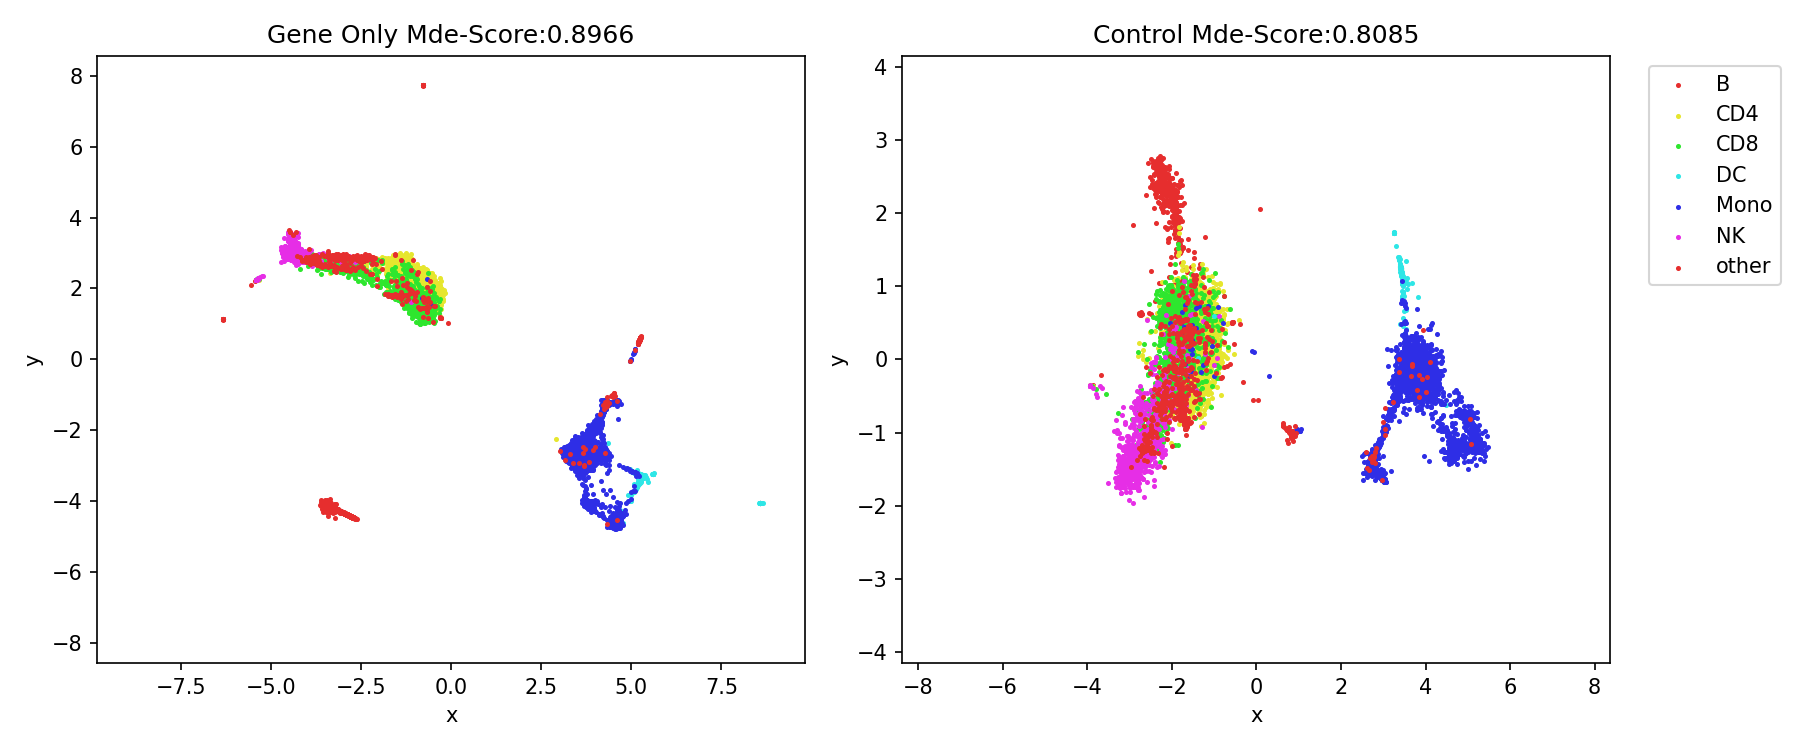 Gene Only Mde-Score:0.8966
8
6
4
2
0
−2
−4
−6
−8
y
−7.5 −5.0 −2.5 0.0 2.5 5.0 7.5
x
Control Mde-Score:0.8085
4
3
2
1
0
−1
−2
−3
−4
y
−8 −6 −4 −2 0 2 4 6 8
x
B
CD4
CD8
DC
Mono
NK
other